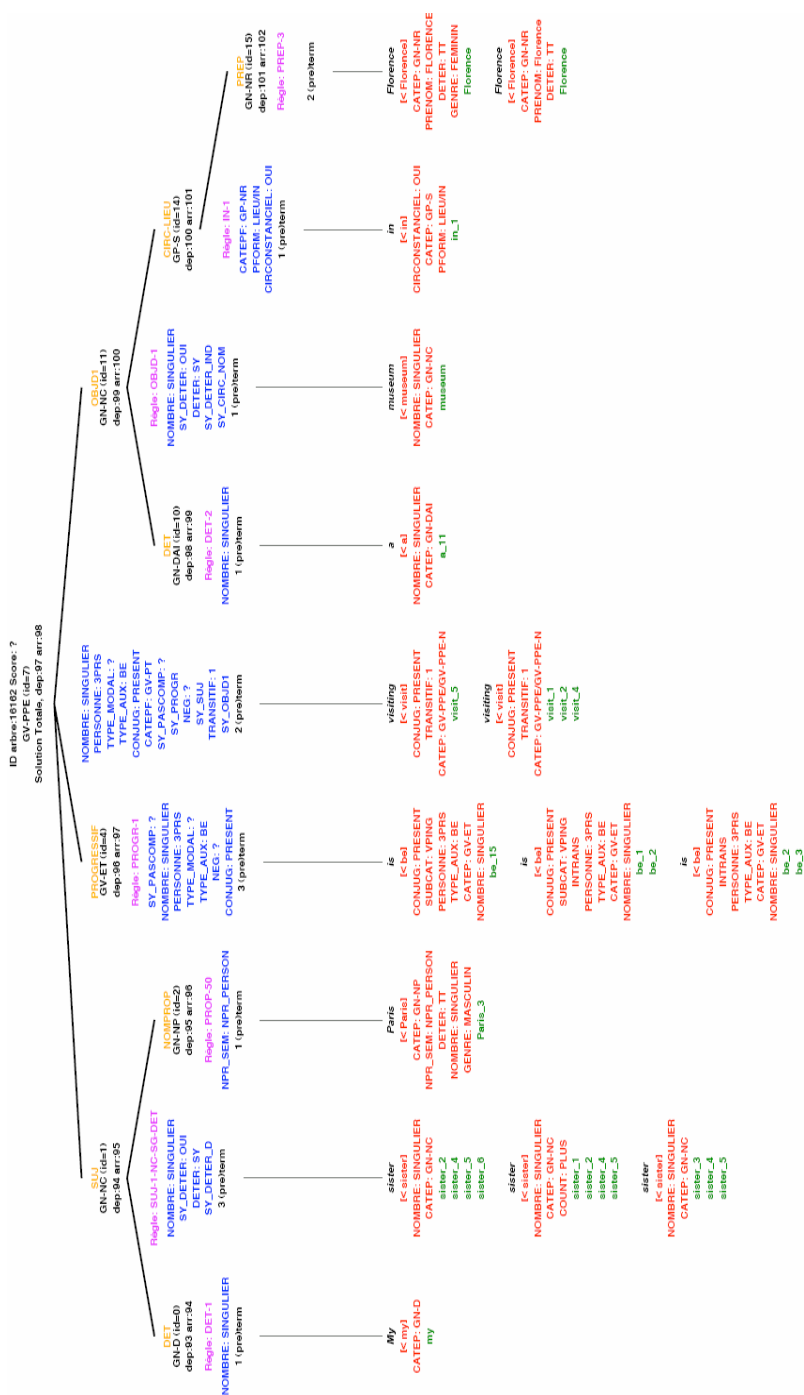 ID arbre:16162 Score: ?
GV-PPE (id=7)
Solution Totale, dep:97 arr:98
NOMBRE: SINGULIER
PERSONNE: 3PRS
TYPE_MODAL: ?
TYPE_AUX: BE
CONJUG: PRESENT
CATEPF: GV-PT
SY_PASCOMP: ?
SY_PROGR
NEG: ?
SY_SUJ
TRANSITIF: 1
SY_OBJD1
2 (pre)term
SUJ
GN-NC (id=1)
dep:94 arr:95
Règle: SUJ-1-NC-SG-DET
NOMBRE: SINGULIER
SY_DETER: OUI
DETER: SY
SY_DETER_D
3 (pre)term
PROGRESSIF
GV-ET (id=4)
dep:96 arr:97
Règle: PROGR-1
SY_PASCOMP: ?
NOMBRE: SINGULIER
PERSONNE: 3PRS
TYPE_MODAL: ?
TYPE_AUX: BE
NEG: ?
CONJUG: PRESENT
3 (pre)term
OBJD1
GN-NC (id=11)
dep:99 arr:100
Règle: OBJD-1
NOMBRE: SINGULIER
SY_DETER: OUI
DETER: SY
SY_DETER_IND
SY_CIRC_NOM
1 (pre)term
DET
GN-D (id=0)
dep:93 arr:94
Règle: DET-1
NOMBRE: SINGULIER
1 (pre)term
NOMPROP
GN-NP (id=2)
dep:95 arr:96
Règle: PROP-50
NPR_SEM: NPR_PERSON
1 (pre)term
DET
GN-DAI (id=10)
dep:98 arr:99
Règle: DET-2
NOMBRE: SINGULIER
1 (pre)term
CIRC-LIEU
GP-S (id=14)
dep:100 arr:101
Règle: IN-1
CATEPF: GP-NR
PFORM: LIEU/IN
CIRCONSTANCIEL: OUI
1 (pre)term
PREP
GN-NR (id=15)
dep:101 arr:102
Règle: PREP-3
2 (pre)term
My
[< my]
CATEP: GN-D
my
sister
[< sister]
NOMBRE: SINGULIER
CATEP: GN-NC
sister_2
sister_4
sister_5
sister_6
sister
[< sister]
NOMBRE: SINGULIER
CATEP: GN-NC
COUNT: PLUS
sister_1
sister_2
sister_4
sister_5
sister
[< sister]
NOMBRE: SINGULIER
CATEP: GN-NC
sister_3
sister_4
sister_5
Paris
[< Paris]
CATEP: GN-NP
NPR_SEM: NPR_PERSON
DETER: TT
NOMBRE: SINGULIER
GENRE: MASCULIN
Paris_3
is
[< be]
CONJUG: PRESENT
SUBCAT: VPING
PERSONNE: 3PRS
TYPE_AUX: BE
CATEP: GV-ET
NOMBRE: SINGULIER
be_15
is
[< be]
CONJUG: PRESENT
SUBCAT: VPING
INTRANS
PERSONNE: 3PRS
TYPE_AUX: BE
CATEP: GV-ET
NOMBRE: SINGULIER
be_1
be_2
is
[< be]
CONJUG: PRESENT
INTRANS
PERSONNE: 3PRS
TYPE_AUX: BE
CATEP: GV-ET
NOMBRE: SINGULIER
be_2
be_3
visiting
[< visit]
CONJUG: PRESENT
TRANSITIF: 1
CATEP: GV-PPE/GV-PPE-N
visit_5
visiting
[< visit]
CONJUG: PRESENT
TRANSITIF: 1
CATEP: GV-PPE/GV-PPE-N
visit_1
visit_2
visit_4
a
[< a]
NOMBRE: SINGULIER
CATEP: GN-DAI
a_11
museum
[< museum]
NOMBRE: SINGULIER
CATEP: GN-NC
museum
in
[< in]
CIRCONSTANCIEL: OUI
CATEP: GP-S
PFORM: LIEU/IN
in_1
Florence
[< Florence]
CATEP: GN-NR
PRENOM: FLORENCE
DETER: TT
GENRE: FEMININ
Florence
Florence
[< Florence]
CATEP: GN-NR
PRENOM: Florence
DETER: TT
Florence